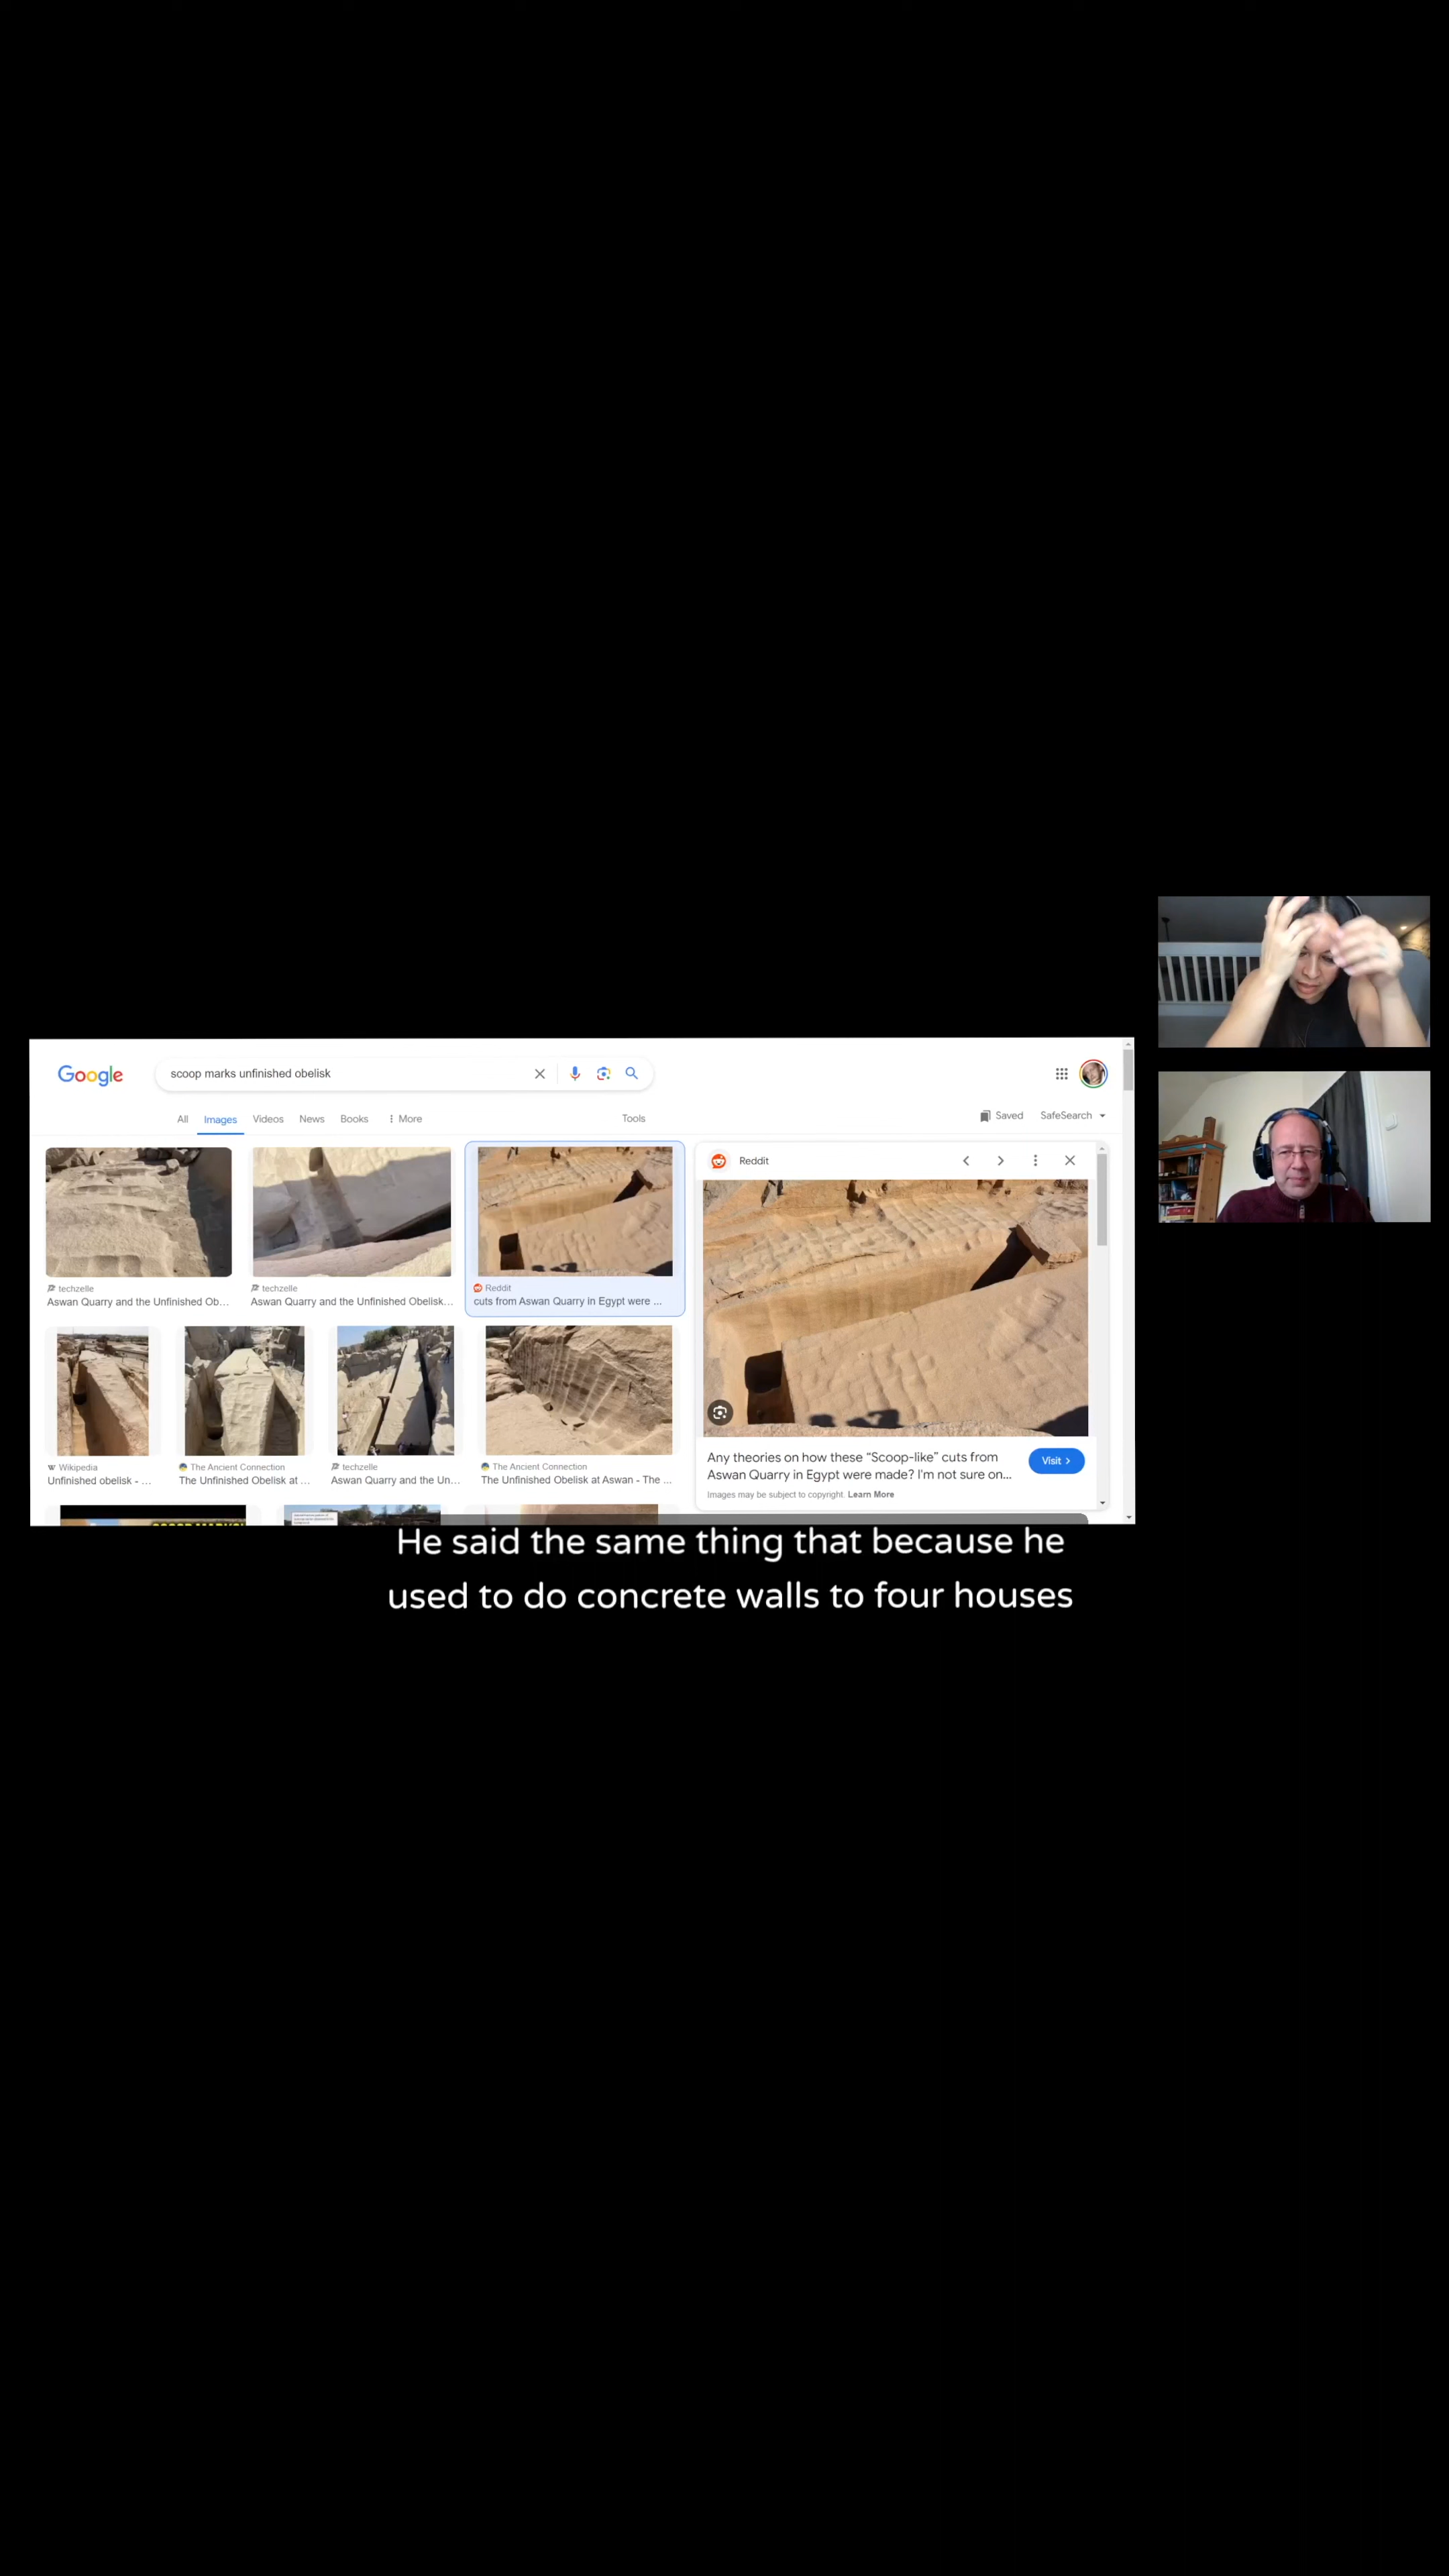 Google
scoop marks unfinished obelisk
All Images Videos News Books More Tools Saved SafeSearch
Reddit
techzelle
Aswan Quarry and the Unfinished Ob...
techzelle
Aswan Quarry and the Unfinished Obelisk...
Reddit
cuts from Aswan Quarry in Egypt were ...
W Wikipedia
Unfinished obelisk - ...
The Ancient Connection
The Unfinished Obelisk at ...
techzelle
Aswan Quarry and the Un...
The Ancient Connection
The Unfinished Obelisk at Aswan - The ...
Any theories on how these “Scoop-like” cuts from
Aswan Quarry in Egypt were made? I'm not sure on...
Visit
Images may be subject to copyright. Learn More
He said the same thing that because he
used to do concrete walls to four houses